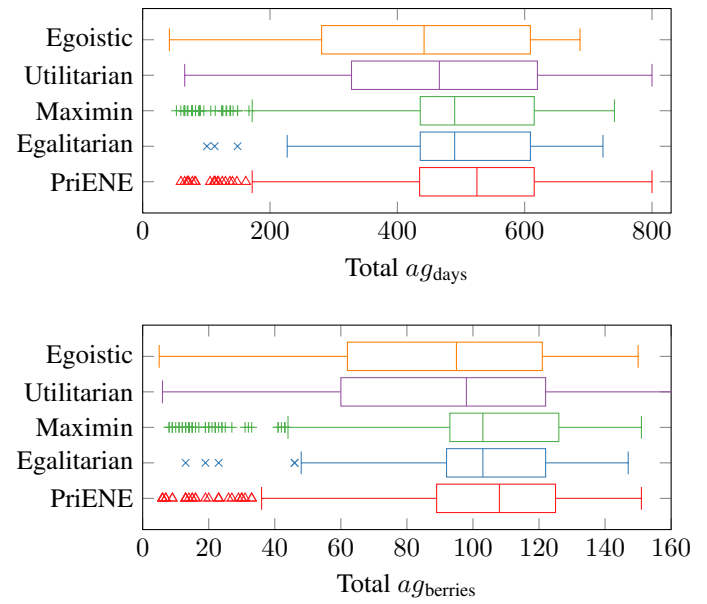 Egoistic
Utilitarian
Maximin
Egalitarian
PriENE
0 200 400 600 800
Total ag_days
Egoistic
Utilitarian
Maximin
Egalitarian
PriENE
0 20 40 60 80 100 120 140 160
Total ag_berries